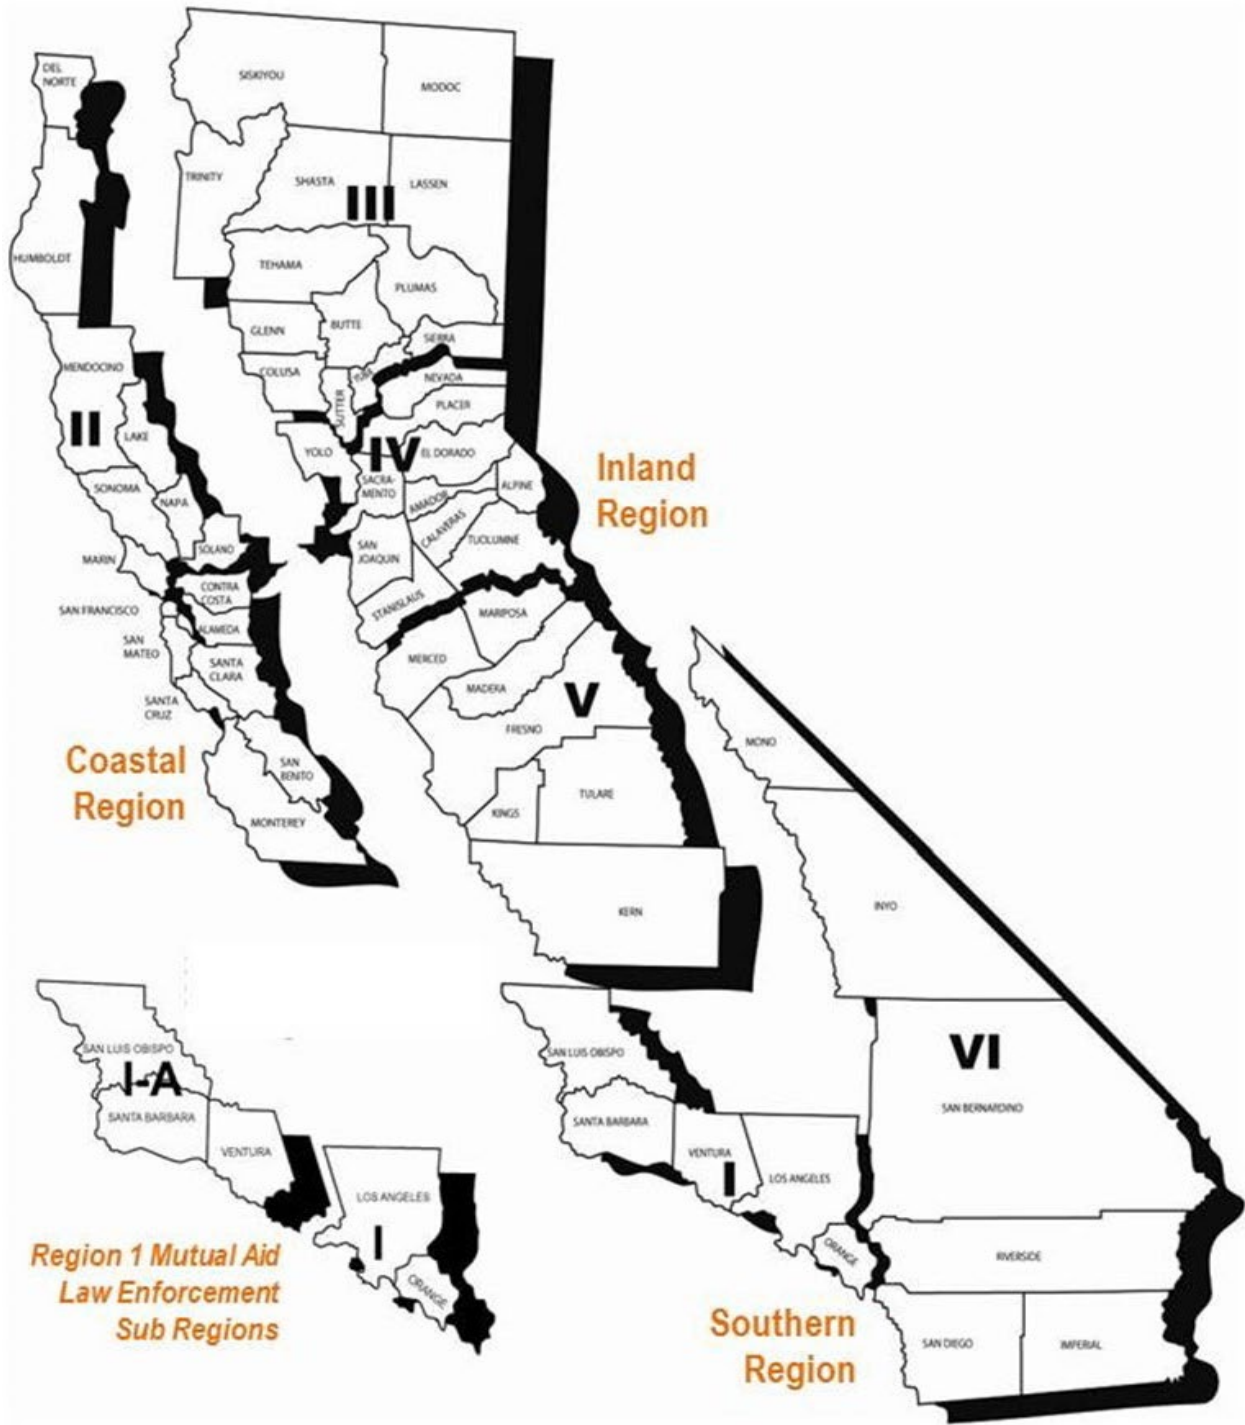 DEL
NORTE
SISKIYOU
MODOC
TRINITY
SHASTA
LASSEN
III
HUMBOLDT
TEHAMA
PLUMAS
GLENN
BUTTE
SIERRA
MENDOCINO
COLUSA
YUBA
NEVADA
SUTTER
PLACER
II
LAKE
YOLO
IV
EL DORADO
Inland
Region
SONOMA
NAPA
SACRA-
MENTO
AMADOR
ALPINE
SOLANO
CALAVERAS
TUOLUMNE
MARIN
SAN
JOAQUIN
CONTRA
COSTA
STANISLAUS
SAN FRANCISCO
ALAMEDA
MARIPOSA
SAN
MATEO
SANTA
CLARA
MERCED
MADERA
SANTA
CRUZ
V
FRESNO
MONO
Coastal
Region
SAN
BENITO
TULARE
KINGS
MONTEREY
INYO
KERN
SAN LUIS OBISPO
I-A
SANTA BARBARA
VENTURA
LOS ANGELES
I
ORANGE
Region 1 Mutual Aid
Law Enforcement
Sub Regions
SAN LUIS OBISPO
SANTA BARBARA
VENTURA
I
LOS ANGELES
ORANGE
VI
SAN BERNARDINO
RIVERSIDE
SAN DIEGO
IMPERIAL
Southern
Region